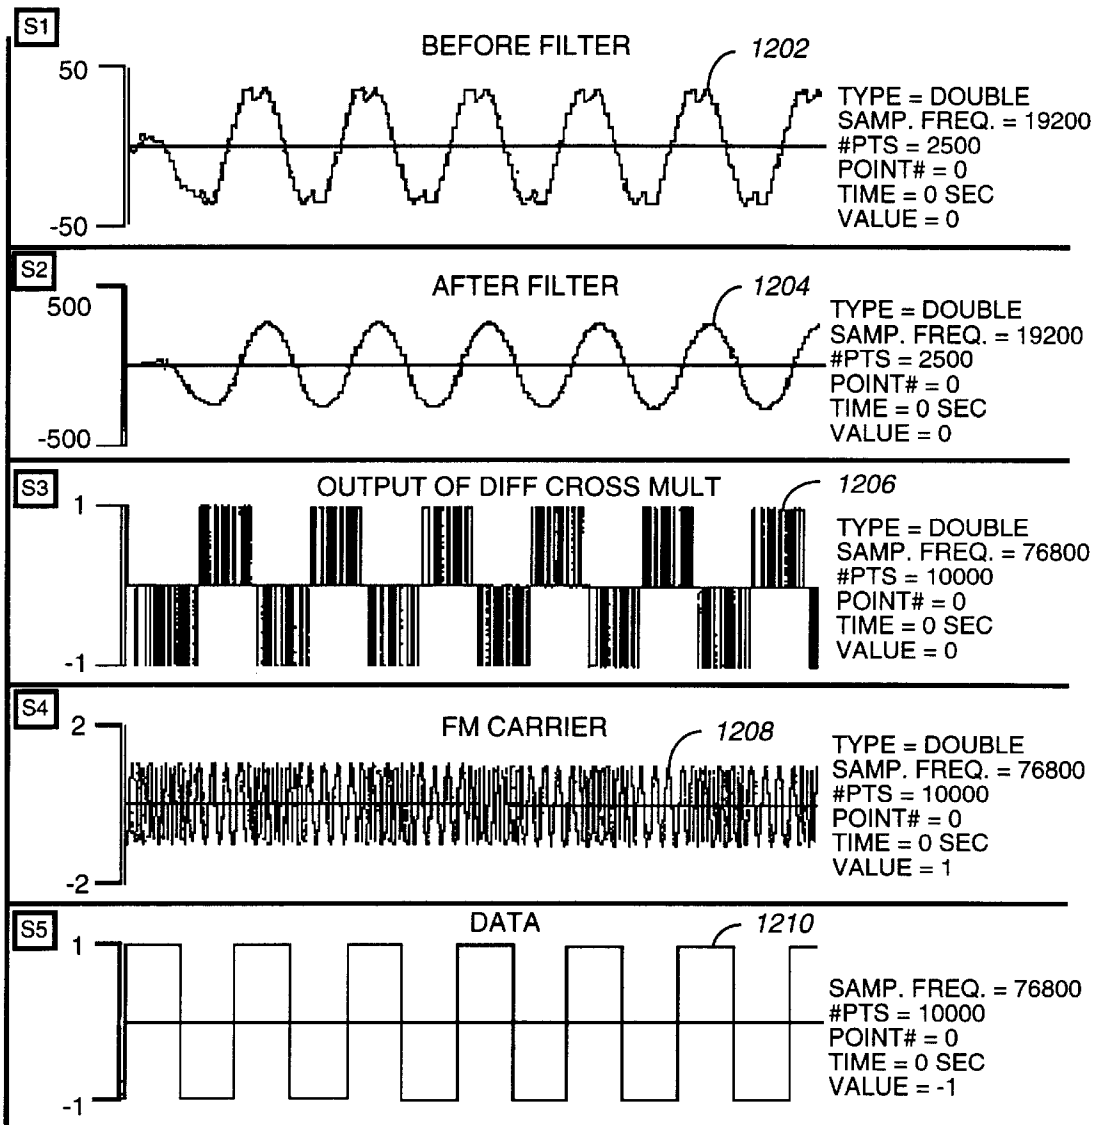 S1
BEFORE FILTER
1202
50
-50
TYPE = DOUBLE
SAMP. FREQ. = 19200
#PTS = 2500
POINT# = 0
TIME = 0 SEC
VALUE = 0
S2
AFTER FILTER
1204
500
-500
TYPE = DOUBLE
SAMP. FREQ. = 19200
#PTS = 2500
POINT# = 0
TIME = 0 SEC
VALUE = 0
S3
OUTPUT OF DIFF CROSS MULT
1206
1
-1
TYPE = DOUBLE
SAMP. FREQ. = 76800
#PTS = 10000
POINT# = 0
TIME = 0 SEC
VALUE = 0
S4
FM CARRIER
1208
2
-2
TYPE = DOUBLE
SAMP. FREQ. = 76800
#PTS = 10000
POINT# = 0
TIME = 0 SEC
VALUE = 1
S5
DATA
1210
1
-1
SAMP. FREQ. = 76800
#PTS = 10000
POINT# = 0
TIME = 0 SEC
VALUE = -1